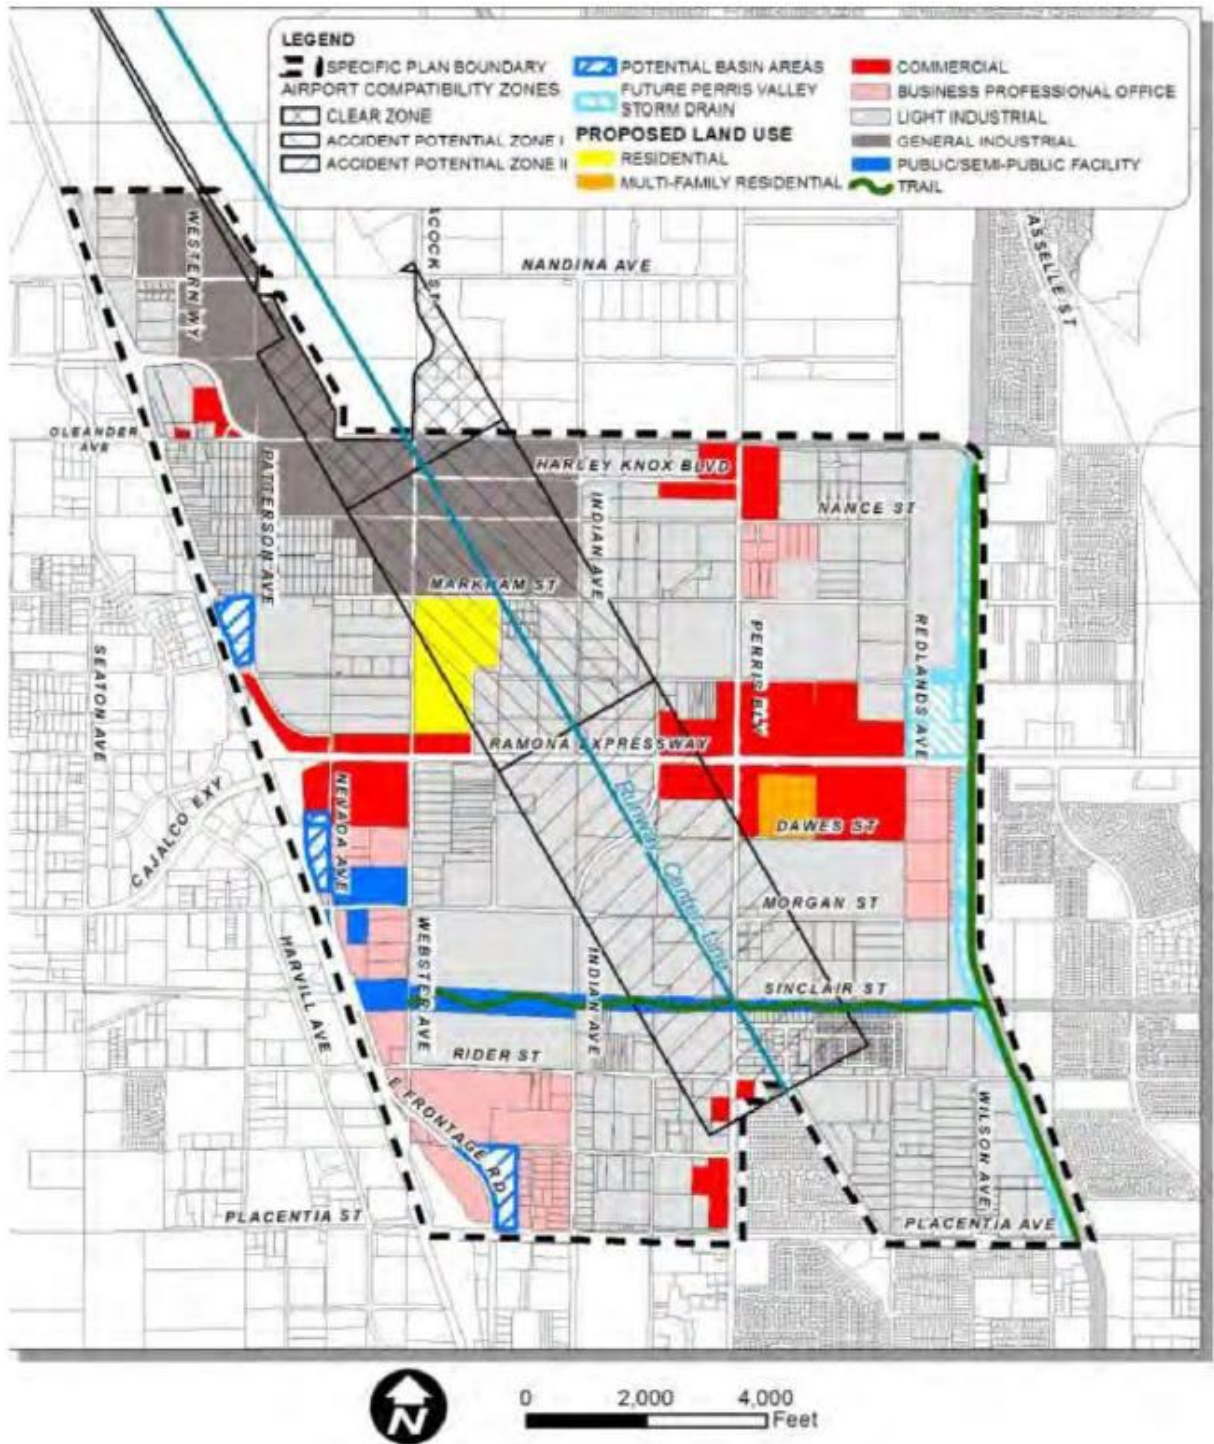 LEGEND
SPECIFIC PLAN BOUNDARY
AIRPORT COMPATIBILITY ZONES
CLEAR ZONE
ACCIDENT POTENTIAL ZONE I
ACCIDENT POTENTIAL ZONE II
POTENTIAL BASIN AREAS
FUTURE PERRIS VALLEY
STORM DRAIN
PROPOSED LAND USE
RESIDENTIAL
MULTI-FAMILY RESIDENTIAL
COMMERCIAL
BUSINESS PROFESSIONAL OFFICE
LIGHT INDUSTRIAL
GENERAL INDUSTRIAL
PUBLIC/SEMI-PUBLIC FACILITY
TRAIL
WESTERN WY
ACOCK ST
NANDINA AVE
ASSELLE ST
OLEANDER
AVE
PATTERSON AVE
HARLEY KNOX BLVD
INDIAN AVE
NANCE ST
MARKHAM ST
SEATON AVE
PERRIS BLV
REDLANDS AVE
RAMONA EXPRESSWAY
CAJALCO EXY
NEVADA AVE
Runway Center line
DAWES ST
MORGAN ST
HARVILL AVE
WEBSTER AVE
INDIAN AVE
SINCLAIR ST
RIDER ST
E FRONTAGE RD
WILSON AVE
PLACENTIA ST
PLACENTIA AVE
N
0 2,000 4,000
Feet